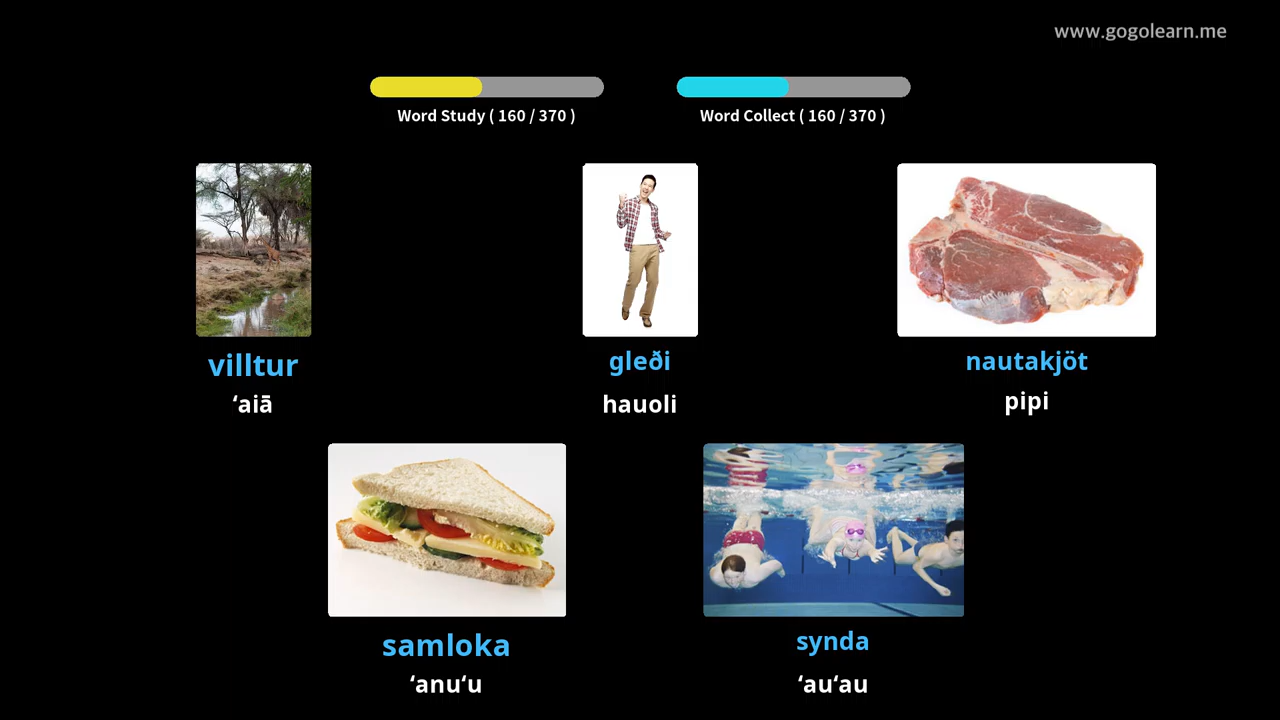 www.gogolearn.me
Word Study ( 160 / 370 )
Word Collect ( 160 / 370 )
villtur
ʻaiā
gleði
hauoli
nautakjöt
pipi
samloka
ʻanuʻu
synda
ʻauʻau